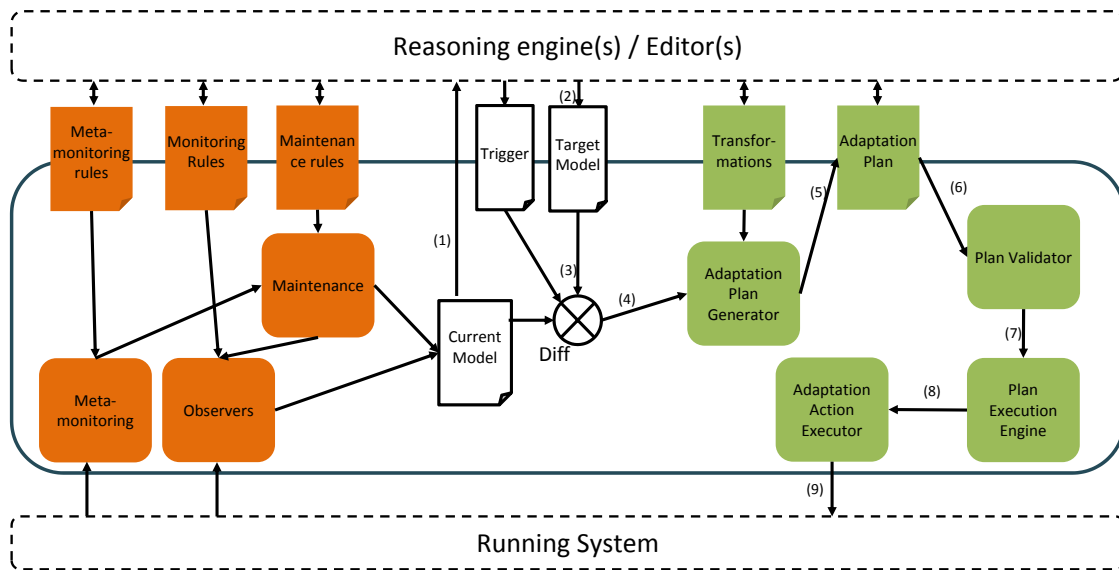 Reasoning engine(s) / Editor(s)
Meta-
monitoring
rules
Monitoring
Rules
Maintenan
ce rules
(1)
Trigger
(2)
Target
Model
Transfor-
mations
Adaptation
Plan
(3)
(4)
(5)
(6)
Maintenance
Current
Model
Diff
Adaptation
Plan
Generator
Plan Validator
(7)
Meta-
monitoring
Observers
Adaptation
Action
Executor
(8)
Plan
Execution
Engine
(9)
Running System